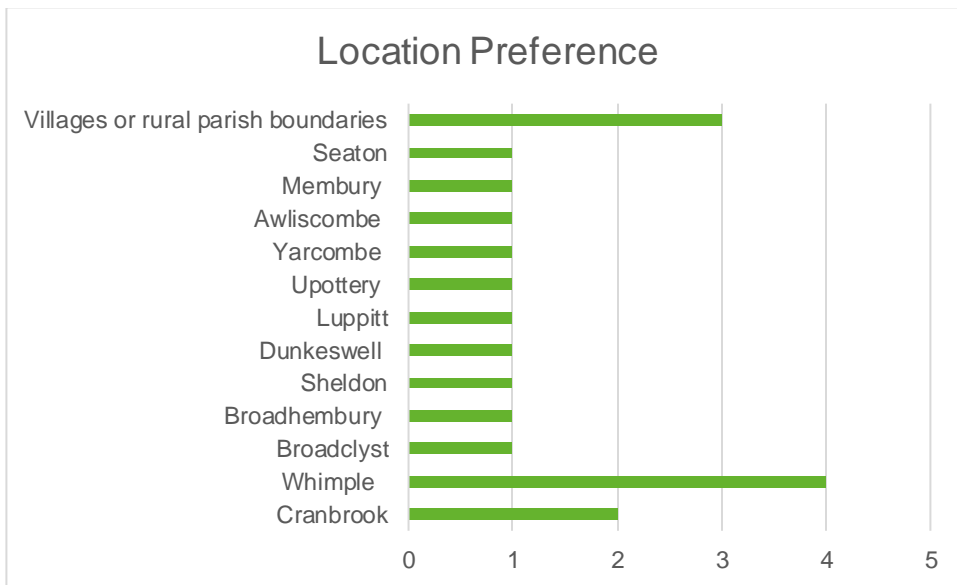 Location Preference
Villages or rural parish boundaries
Seaton
Membury
Awliscombe
Yarcombe
Upottery
Luppitt
Dunkeswell
Sheldon
Broadhembury
Broadclyst
Whimple
Cranbrook
0 1 2 3 4 5